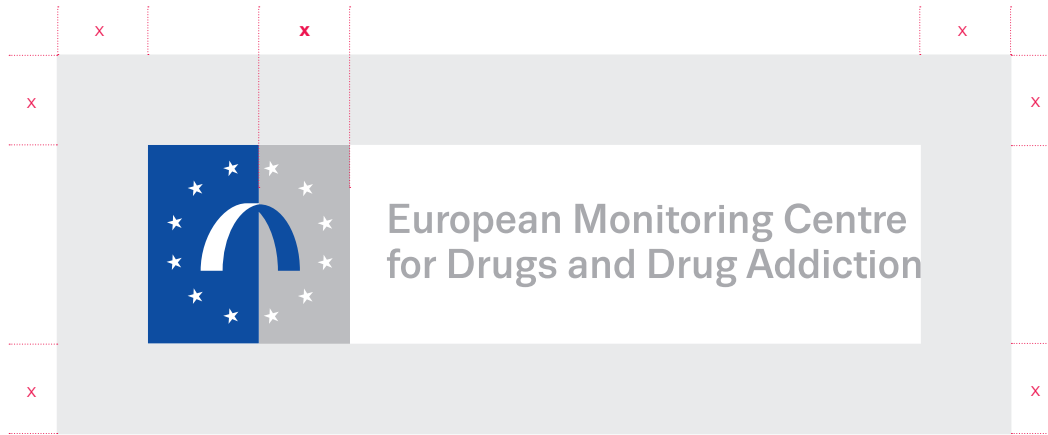 x x x
x x
European Monitoring Centre
for Drugs and Drug Addiction
x x